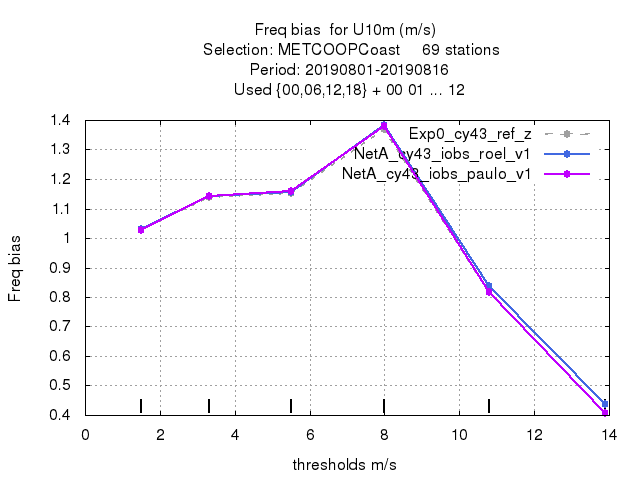 Freq bias  for U10m (m/s)
Selection: METCOOPCoast     69 stations
Period: 20190801-20190816
Used {00,06,12,18} + 00 01 ... 12
Exp0_cy43_ref_z
NetA_cy43_iobs_roel_v1
NetA_cy43_iobs_paulo_v1
1.4
1.3
1.2
1.1
1
0.9
0.8
0.7
0.6
0.5
0.4
Freq bias
0 2 4 6 8 10 12 14
thresholds m/s